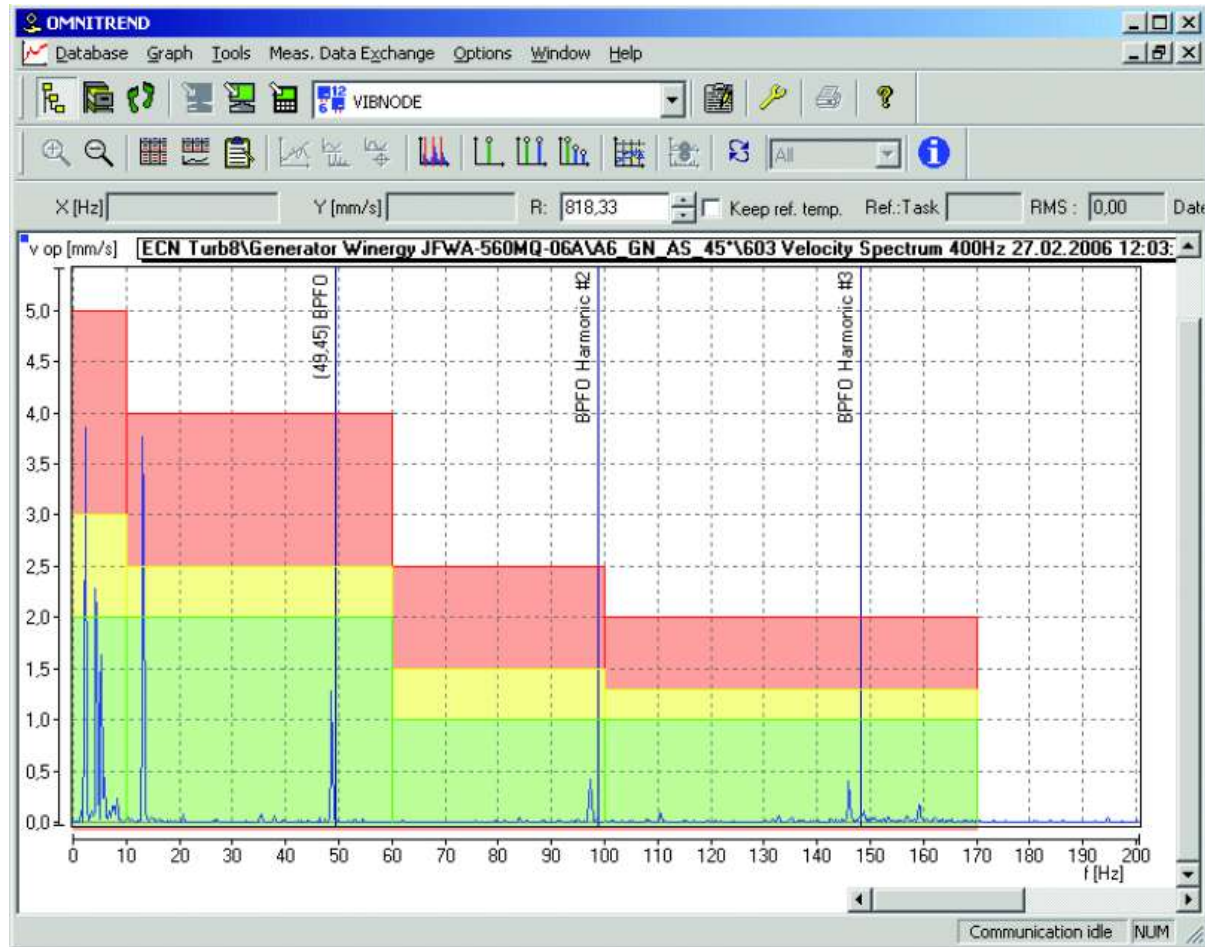 OMNITREND
Database Graph Tools Meas. Data Exchange Options Window Help
VIBNODE
All
X [Hz] Y [mm/s] R: 818,33 Keep ref. temp. Ref.:Task RMS : 0,00 Date
v op [mm/s] ECN Turb8\Generator Winergy JFWA-560MQ-06A\A6_GN_AS_45*\603 Velocity Spectrum 400Hz 27.02.2006 12:03:
(49.45) BPFO
BPFO Harmonic #2
BPFO Harmonic #3
5,0
4,5
4,0
3,5
3,0
2,5
2,0
1,5
1,0
0,5
0,0
0 10 20 30 40 50 60 70 80 90 100 110 120 130 140 150 160 170 180 190 200
f [Hz]
Communication idle NUM